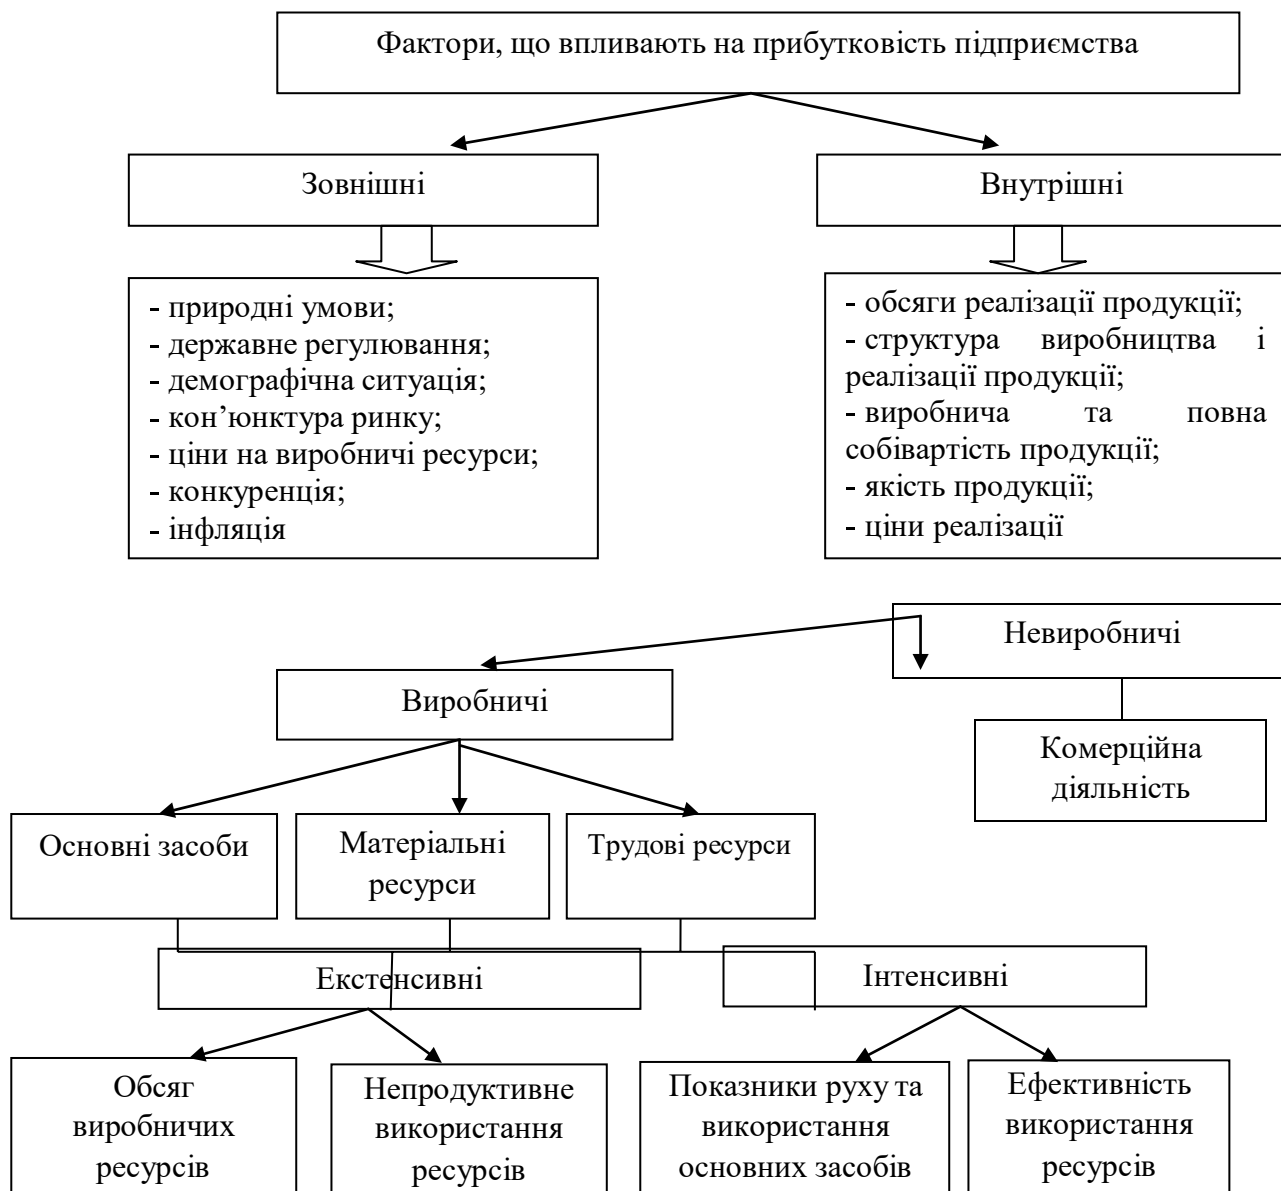 Фактори, що впливають на прибутковість підприємства
Зовнішні
Внутрішні
- природні умови;
- державне регулювання;
- демографічна ситуація;
- кон’юнктура ринку;
- ціни на виробничі ресурси;
- конкуренція;
- інфляція
- обсяги реалізації продукції;
- структура виробництва і
реалізації продукції;
- виробнича та повна
собівартість продукції;
- якість продукції;
- ціни реалізації
Невиробничі
Виробничі
Комерційна
діяльність
Основні засоби
Матеріальні
ресурси
Трудові ресурси
Екстенсивні
Інтенсивні
Обсяг
виробничих
ресурсів
Непродуктивне
використання
ресурсів
Показники руху та
використання
основних засобів
Ефективність
використання
ресурсів